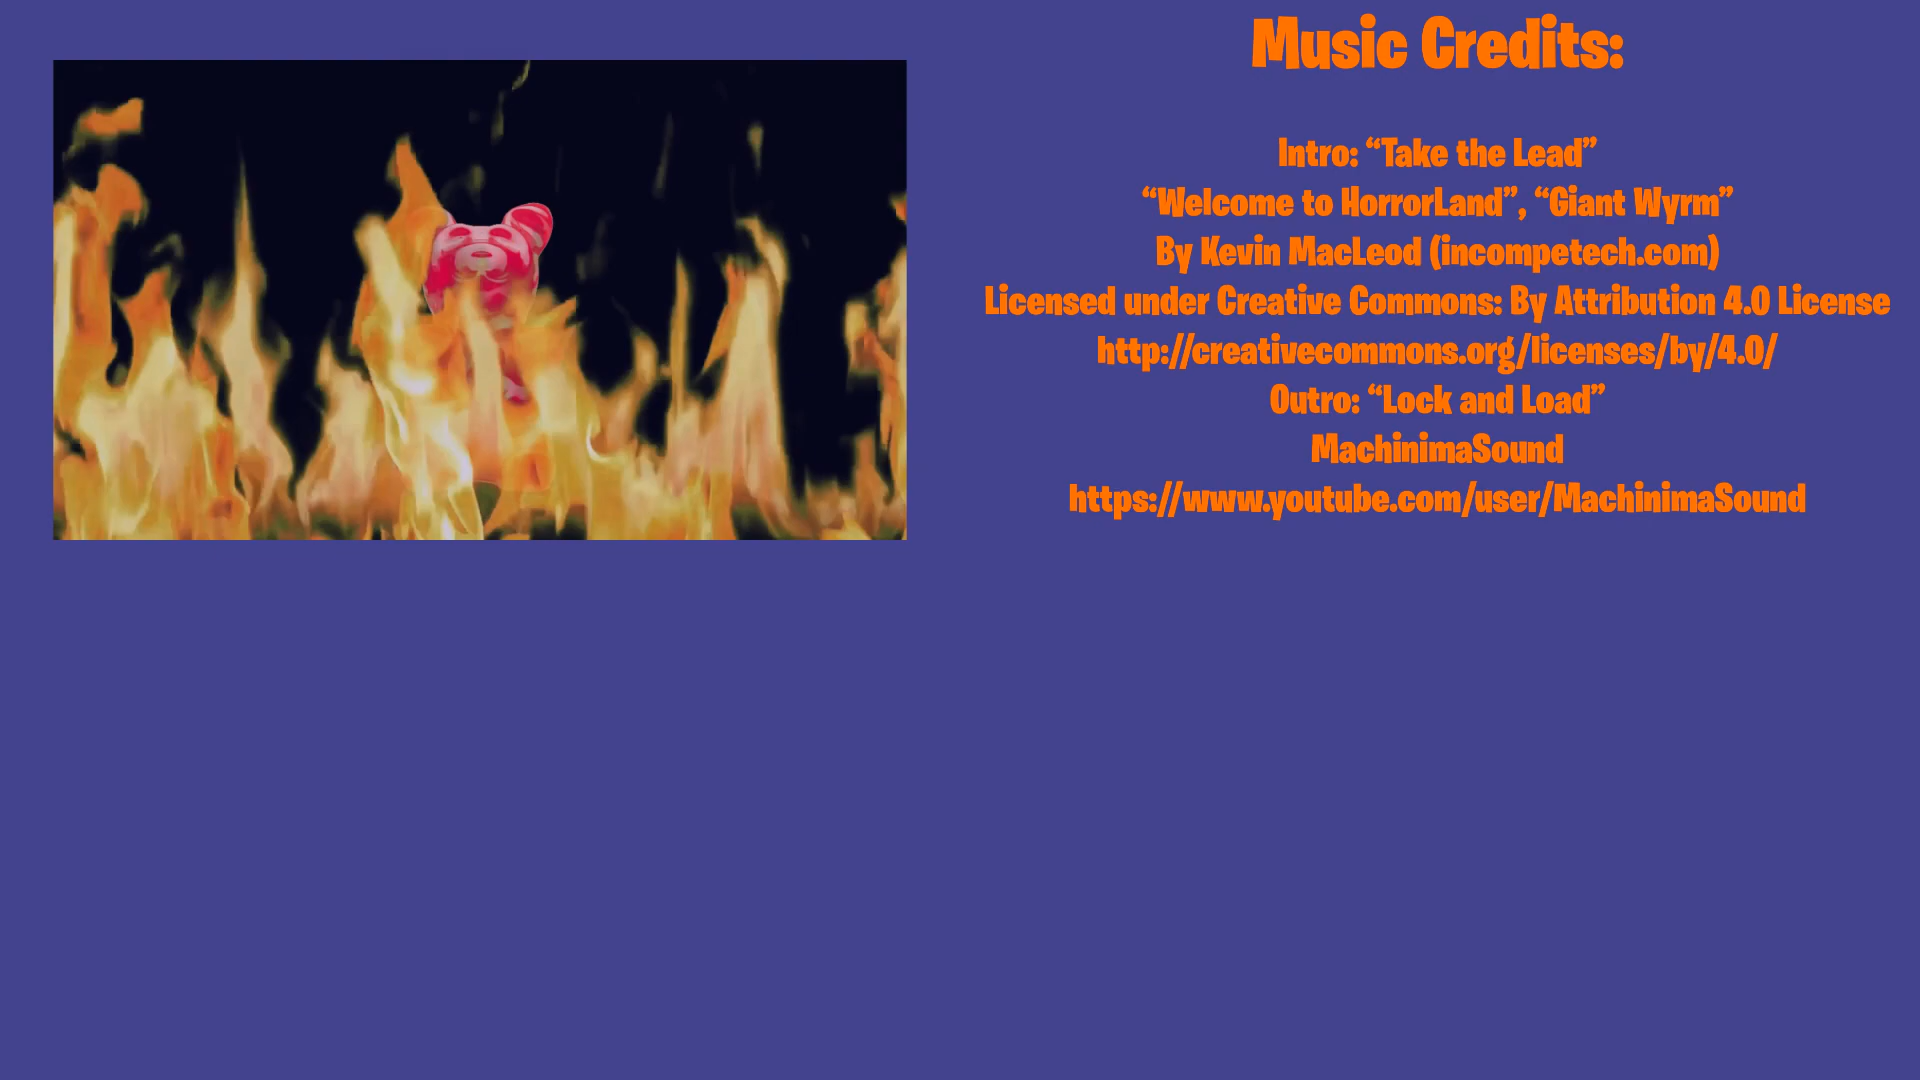 Music Credits:
Intro: “Take the Lead”
“Welcome to HorrorLand”, “Giant Wyrm”
By Kevin MacLeod (incompetech.com)
Licensed under Creative Commons: By Attribution 4.0 License
http://creativecommons.org/licenses/by/4.0/
Outro: “Lock and Load”
MachinimaSound
https://www.youtube.com/user/MachinimaSound